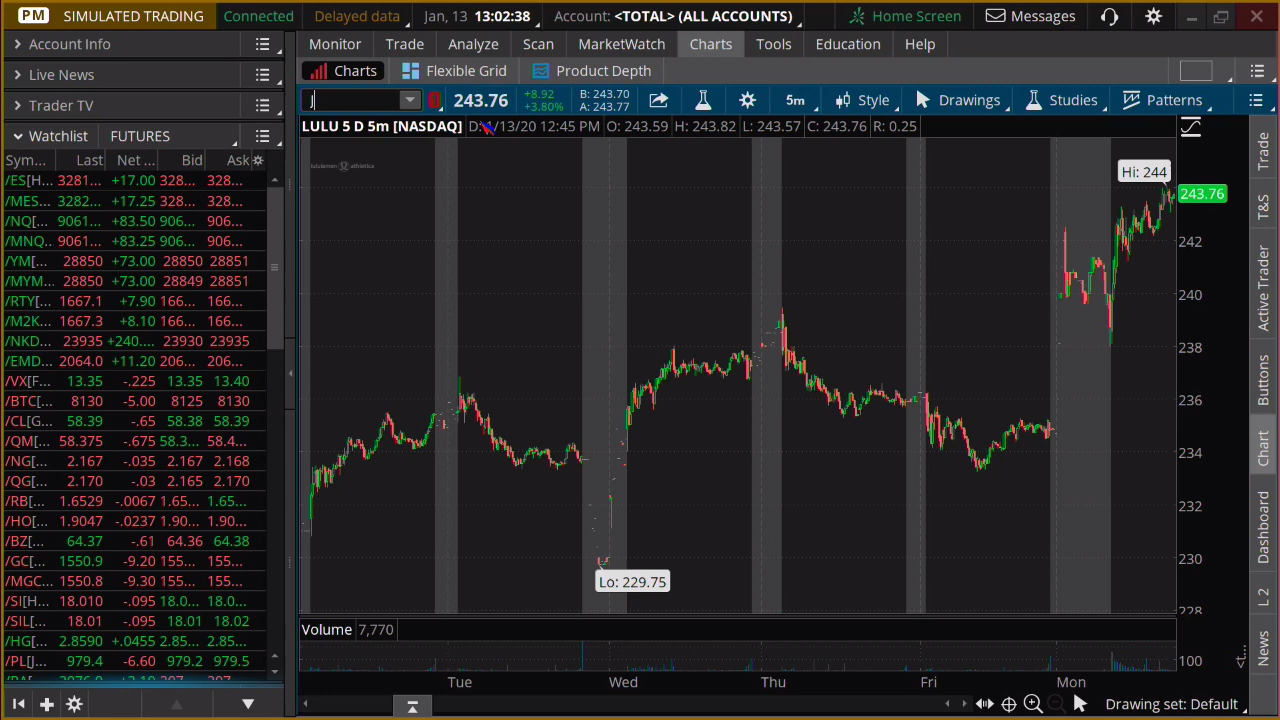 PM SIMULATED TRADING Connected Delayed data Jan, 13 13:02:38 Account: <TOTAL> (ALL ACCOUNTS) Home Screen Messages
Account Info
Live News
Trader TV
Watchlist FUTURES
Sym... Last Net ... Bid Ask
/ES[H... 3281... +17.00 328... 328...
/MES... 3282... +17.25 328... 328...
/NQ[... 9061... +83.50 906... 906...
/MNQ... 9061... +83.25 906... 906...
/YM[... 28850 +73.00 28850 28851
/MYM... 28850 +73.00 28849 28851
/RTY[... 1667.1 +7.90 166... 166...
/M2K... 1667.3 +8.10 166... 166...
/NKD... 23935 +240.... 23930 23935
/EMD... 2064.0 +11.20 206... 206...
/VX[F... 13.35 -.225 13.35 13.40
/BTC[... 8130 -5.00 8125 8130
/CL[G... 58.39 -.65 58.38 58.39
/QM[... 58.375 -.675 58.3... 58.4...
/NG[... 2.167 -.035 2.167 2.168
/QG[... 2.170 -.03 2.165 2.170
/RB[... 1.6529 -.0067 1.65... 1.65...
/HO[... 1.9047 -.0237 1.90... 1.90...
/BZ[... 64.37 -.61 64.36 64.38
/GC[... 1550.9 -9.20 155... 155...
/MGC... 1550.8 -9.30 155... 155...
/SI[H... 18.010 -.095 18.0... 18.0...
/SIL[... 18.01 -.095 18.01 18.02
/HG[... 2.8590 +.0455 2.85... 2.85...
/PL[J... 979.4 -6.60 979.2 979.5
Monitor Trade Analyze Scan MarketWatch Charts Tools Education Help
Charts Flexible Grid Product Depth
j 243.76 +8.92 B: 243.70 5m Style Drawings Studies Patterns
+3.80% A: 243.77
LULU 5 D 5m [NASDAQ] D: 1/13/20 12:45 PM O: 243.59 H: 243.82 L: 243.57 C: 243.76 R: 0.25
lululemon athletica
Hi: 244
243.76
242
240
238
236
234
232
230
Lo: 229.75
228
Volume 7,770
100
Tue Wed Thu Fri Mon
Drawing set: Default
Trade
T&S
Active Trader
Buttons
Chart
Dashboard
L 2
News